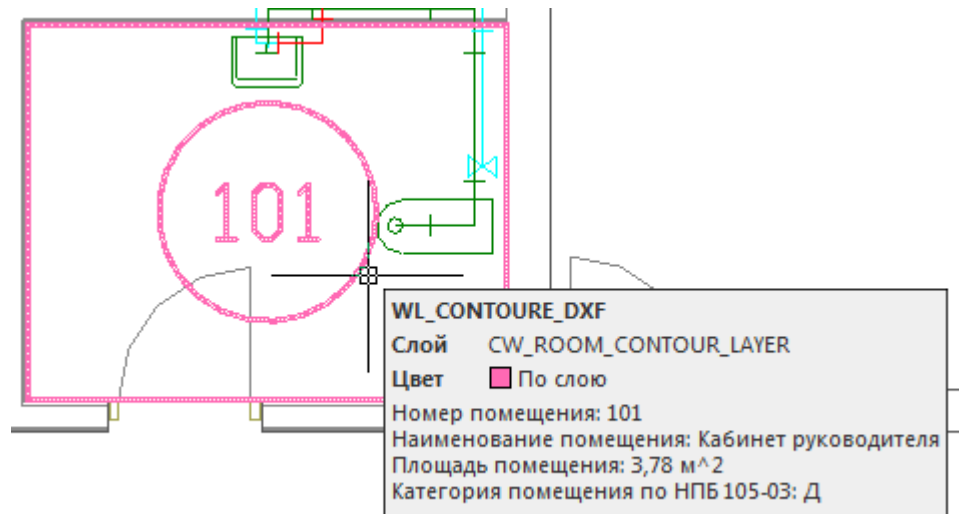 101
WL_CONTOURE_DXF
Слой CW_ROOM_CONTOUR_LAYER
Цвет По слою
Номер помещения: 101
Наименование помещения: Кабинет руководителя
Площадь помещения: 3,78 м^2
Категория помещения по НПБ 105-03: Д